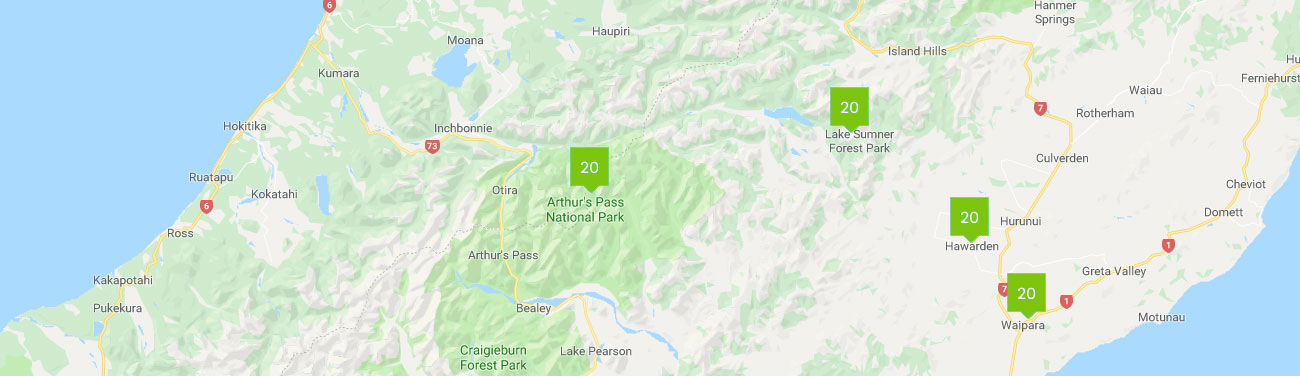 6
Hanmer
Springs
Moana
Haupiri
Island Hills
Kumara
Ferniehurst
Waiau
20
7
Rotherham
Hokitika
Inchbonnie
Lake Sumner
Forest Park
73
Culverden
20
Ruatapu
Otira
Kokatahi
Cheviot
Arthur's Pass
National Park
6
20
Domett
Hurunui
Ross
Hawarden
1
Arthur's Pass
Greta Valley
Kakapotahi
7
20
1
Pukekura
Bealey
Motunau
Waipara
Craigieburn
Forest Park
Lake Pearson